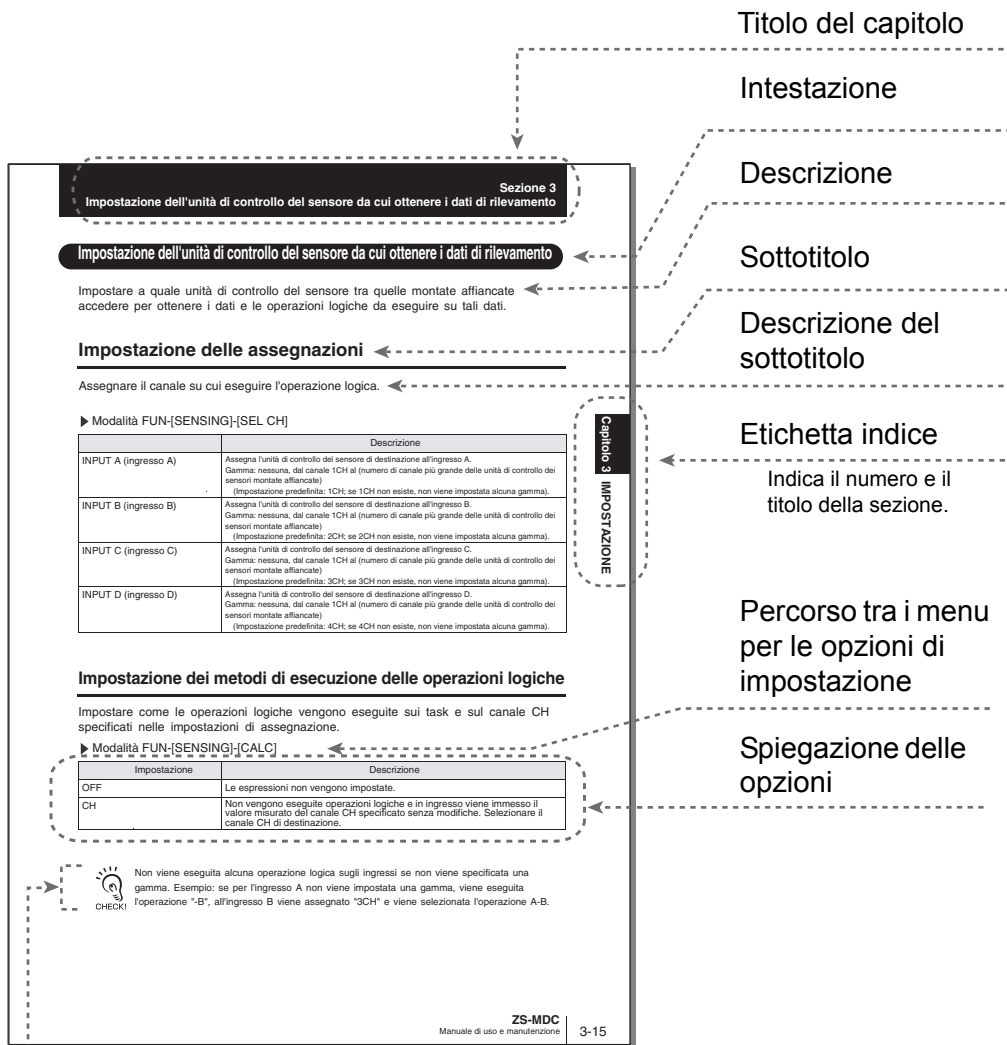 Titolo del capitolo
Intestazione
Descrizione
Sottotitolo
Descrizione del
sottotitolo
Etichetta indice
Indica il numero e il
titolo della sezione.
Percorso tra i menu
per le opzioni di
impostazione
Spiegazione delle
opzioni
Sezione 3
Impostazione dell'unità di controllo del sensore da cui ottenere i dati di rilevamento
Impostazione dell'unità di controllo del sensore da cui ottenere i dati di rilevamento
Impostare a quale unità di controllo del sensore tra quelle montate affiancate
accedere per ottenere i dati e le operazioni logiche da eseguire su tali dati.
Impostazione delle assegnazioni
Assegnare il canale su cui eseguire l'operazione logica.
Modalità FUN-[SENSING]-[SEL CH]
Descrizione
INPUT A (ingresso A)
Assegna l'unità di controllo del sensore di destinazione all'ingresso A.
Gamma: nessuna, dal canale 1CH al (numero di canale più grande delle unità di controllo dei
sensori montate affiancate)
(Impostazione predefinita: 1CH; se 1CH non esiste, non viene impostata alcuna gamma).
INPUT B (ingresso B)
Assegna l'unità di controllo del sensore di destinazione all'ingresso B.
Gamma: nessuna, dal canale 1CH al (numero di canale più grande delle unità di controllo dei
sensori montate affiancate)
(Impostazione predefinita: 2CH; se 2CH non esiste, non viene impostata alcuna gamma).
INPUT C (ingresso C)
Assegna l'unità di controllo del sensore di destinazione all'ingresso C.
Gamma: nessuna, dal canale 1CH al (numero di canale più grande delle unità di controllo dei
sensori montate affiancate)
(Impostazione predefinita: 3CH; se 3CH non esiste, non viene impostata alcuna gamma).
INPUT D (ingresso D)
Assegna l'unità di controllo del sensore di destinazione all'ingresso D.
Gamma: nessuna, dal canale 1CH al (numero di canale più grande delle unità di controllo dei
sensori montate affiancate)
(Impostazione predefinita: 4CH; se 4CH non esiste, non viene impostata alcuna gamma).
Capitolo 3 IMPOSTAZIONE
Impostazione dei metodi di esecuzione delle operazioni logiche
Impostare come le operazioni logiche vengono eseguite sui task e sul canale CH
specificati nelle impostazioni di assegnazione.
Modalità FUN-[SENSING]-[CALC]
Impostazione Descrizione
OFF Le espressioni non vengono impostate.
CH Non vengono eseguite operazioni logiche e in ingresso viene immesso il
valore misurato del canale CH specificato senza modifiche. Selezionare il
canale CH di destinazione.
Non viene eseguita alcuna operazione logica sugli ingressi se non viene specificata una
gamma. Esempio: se per l'ingresso A non viene impostata una gamma, viene eseguita
l'operazione "-B", all'ingresso B viene assegnato "3CH" e viene selezionata l'operazione A-B.
CHECK!
ZS-MDC
Manuale di uso e manutenzione
3-15